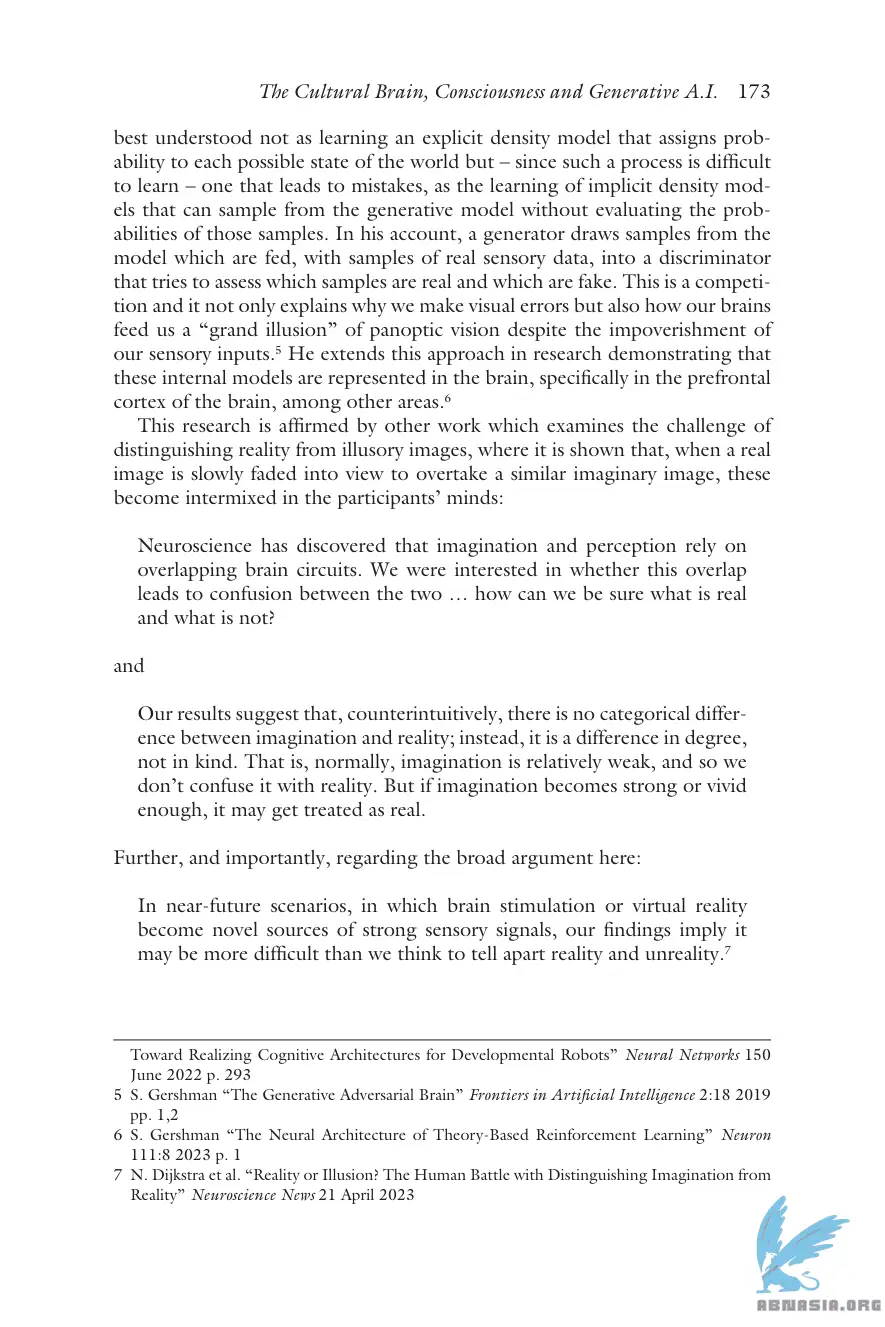 The Cultural Brain, Consciousness and Generative A.I. 173
best understood not as learning an explicit density model that assigns prob-
ability to each possible state of the world but – since such a process is difficult
to learn – one that leads to mistakes, as the learning of implicit density mod-
els that can sample from the generative model without evaluating the prob-
abilities of those samples. In his account, a generator draws samples from the
model which are fed, with samples of real sensory data, into a discriminator
that tries to assess which samples are real and which are fake. This is a competi-
tion and it not only explains why we make visual errors but also how our brains
feed us a “grand illusion” of panoptic vision despite the impoverishment of
our sensory inputs.⁵ He extends this approach in research demonstrating that
these internal models are represented in the brain, specifically in the prefrontal
cortex of the brain, among other areas.⁶
This research is affirmed by other work which examines the challenge of
distinguishing reality from illusory images, where it is shown that, when a real
image is slowly faded into view to overtake a similar imaginary image, these
become intermixed in the participants’ minds:
Neuroscience has discovered that imagination and perception rely on
overlapping brain circuits. We were interested in whether this overlap
leads to confusion between the two … how can we be sure what is real
and what is not?
and
Our results suggest that, counterintuitively, there is no categorical differ-
ence between imagination and reality; instead, it is a difference in degree,
not in kind. That is, normally, imagination is relatively weak, and so we
don’t confuse it with reality. But if imagination becomes strong or vivid
enough, it may get treated as real.
Further, and importantly, regarding the broad argument here:
In near-future scenarios, in which brain stimulation or virtual reality
become novel sources of strong sensory signals, our findings imply it
may be more difficult than we think to tell apart reality and unreality.⁷
Toward Realizing Cognitive Architectures for Developmental Robots” Neural Networks 150
June 2022 p. 293
5 S. Gershman “The Generative Adversarial Brain” Frontiers in Artificial Intelligence 2:18 2019
pp. 1,2
6 S. Gershman “The Neural Architecture of Theory-Based Reinforcement Learning” Neuron
111:8 2023 p. 1
7 N. Dijkstra et al. “Reality or Illusion? The Human Battle with Distinguishing Imagination from
Reality” Neuroscience News 21 April 2023
ABNASIA.ORG